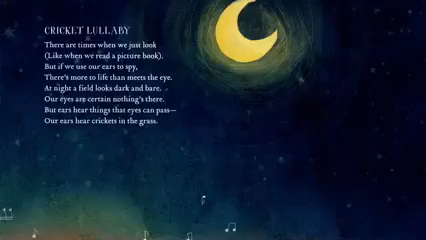 CRICKET LULLABY
There are times when we just look
(Like when we read a picture book).
But if we use our ears to spy,
There's more to life than meets the eye.
At night a field looks dark and bare.
Our eyes are certain nothing's there.
But ears hear things that eyes can pass—
Our ears hear crickets in the grass.